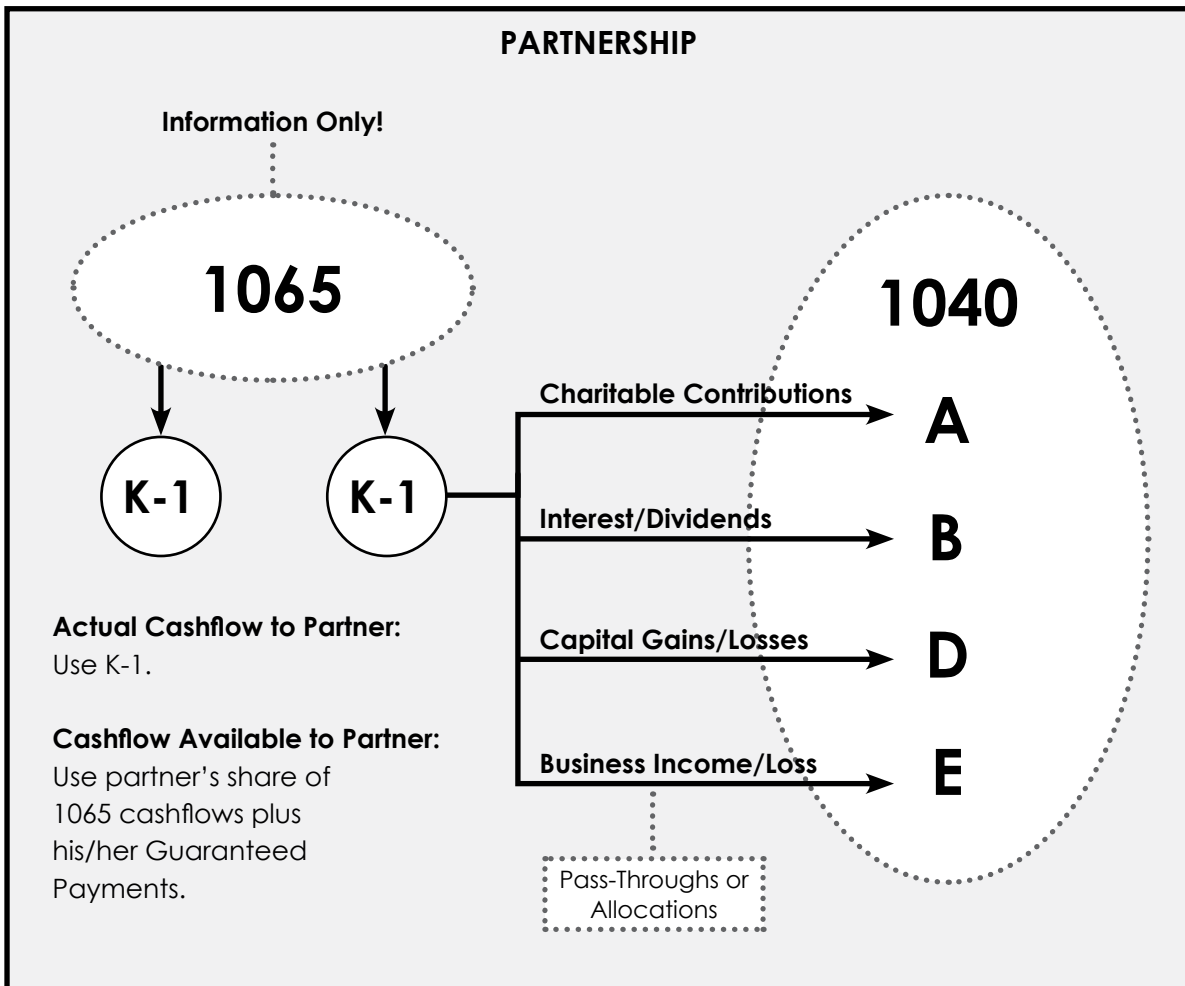 PARTNERSHIP
Information Only!
1065
1040
K-1
K-1
Charitable Contributions
A
Interest/Dividends
B
Capital Gains/Losses
D
Business Income/Loss
E
Actual Cashflow to Partner:
Use K-1.
Cashflow Available to Partner:
Use partner’s share of
1065 cashflows plus
his/her Guaranteed
Payments.
Pass-Throughs or
Allocations